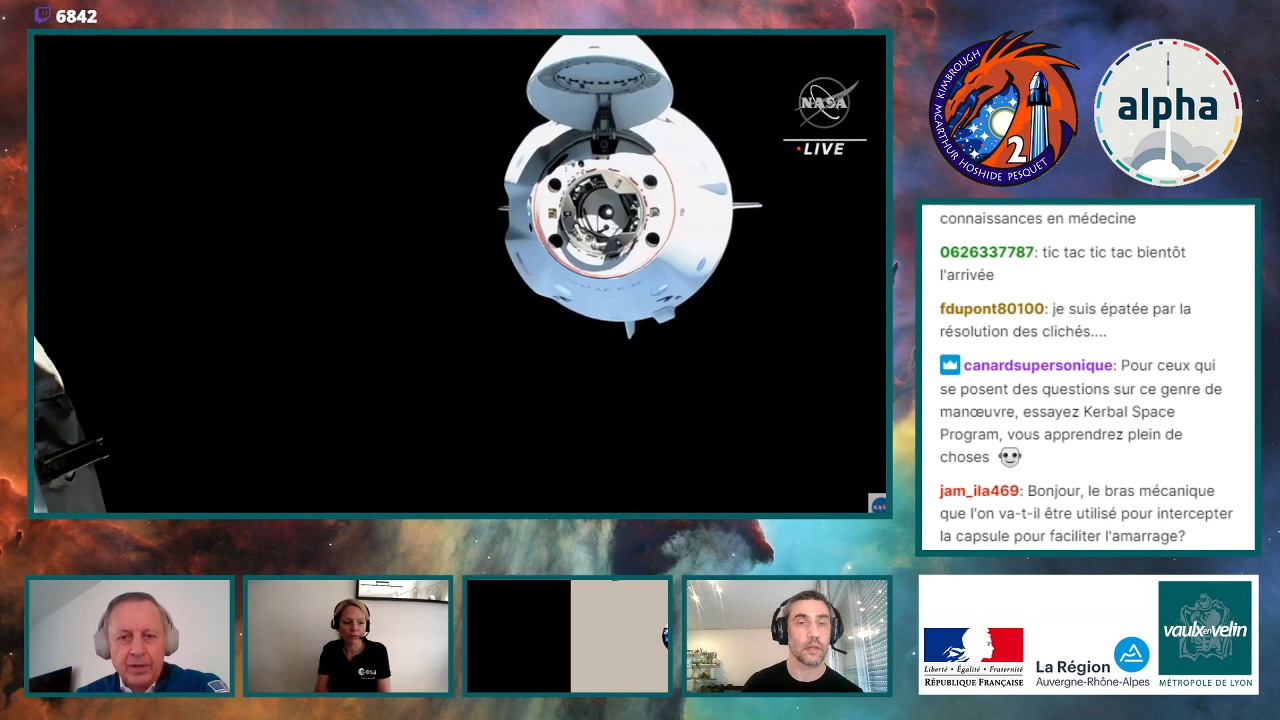 6842
NASA
LIVE
MCARTHUR KIMBROUGH
HOSHIDE PESQUET
2
alpha
connaissances en médecine
0626337787: tic tac tic tac bientôt
l'arrivée
fdupont80100: je suis épatée par la
résolution des clichés....
canardsupersonique: Pour ceux qui
se posent des questions sur ce genre de
manœuvre, essayez Kerbal Space
Program, vous apprendrez plein de
choses
jam_ila469: Bonjour, le bras mécanique
que l'on va-t-il être utilisé pour intercepter
la capsule pour faciliter l'amarrage?
esa
Liberté • Égalité • Fraternité
RÉPUBLIQUE FRANÇAISE
La Région
Auvergne-Rhône-Alpes
vaulx en velin
MÉTROPOLE DE LYON